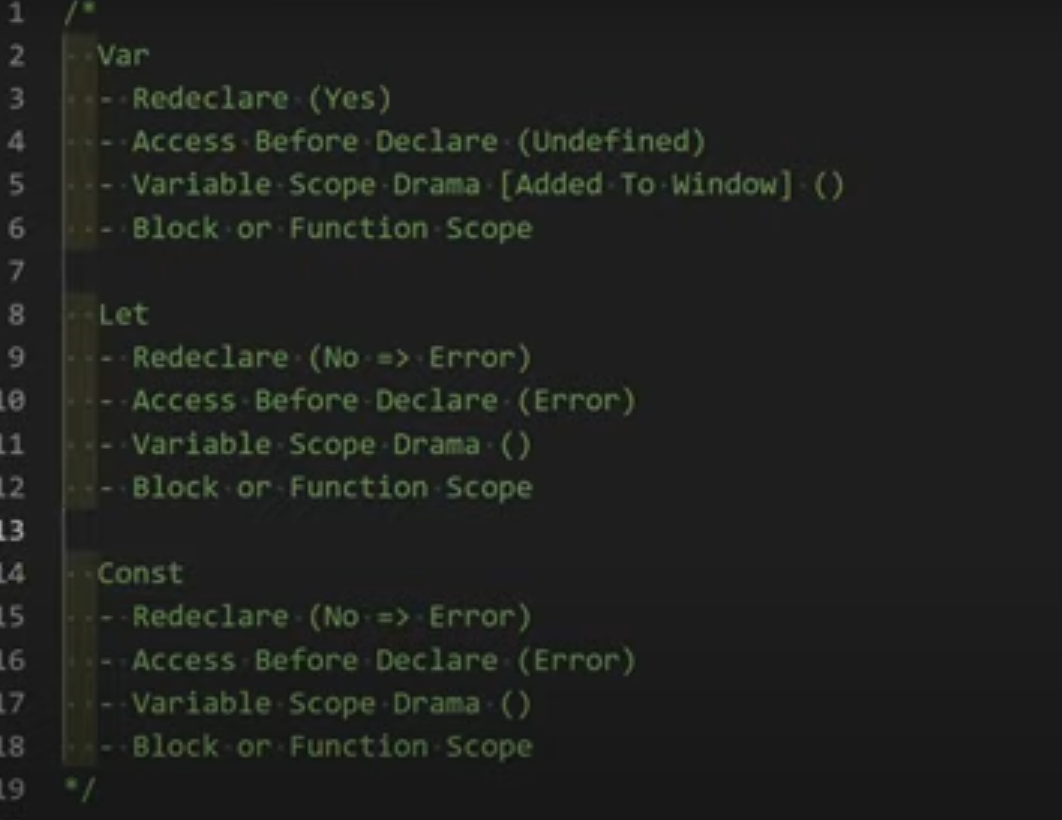 1 /*
2 Var
3 - Redeclare (Yes)
4 - Access Before Declare (Undefined)
5 - Variable Scope Drama [Added To Window] ()
6 - Block or Function Scope
7
8 Let
9 - Redeclare (No => Error)
10 - Access Before Declare (Error)
11 - Variable Scope Drama ()
12 - Block or Function Scope
13
14 Const
15 - Redeclare (No => Error)
16 - Access Before Declare (Error)
17 - Variable Scope Drama ()
18 - Block or Function Scope
19 */